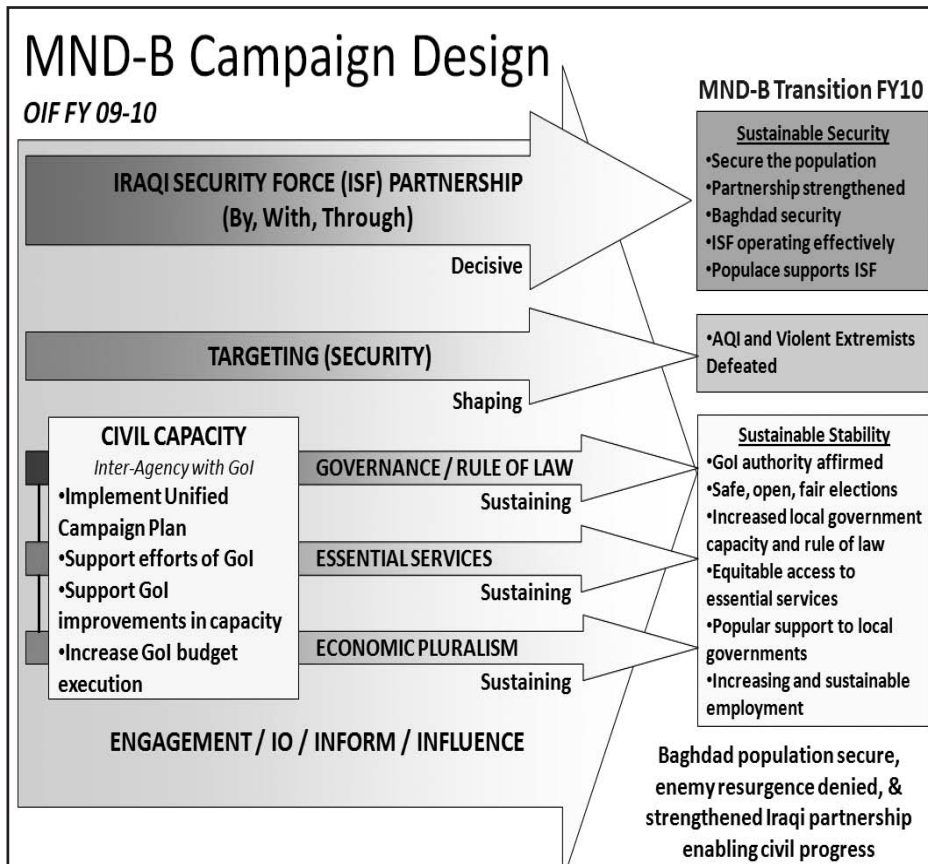 MND-B Campaign Design
OIF FY 09-10
MND-B Transition FY10
IRAQI SECURITY FORCE (ISF) PARTNERSHIP
(By, With, Through)
Decisive
Sustainable Security
•Secure the population
•Partnership strengthened
•Baghdad security
•ISF operating effectively
•Populace supports ISF
TARGETING (SECURITY)
Shaping
•AQI and Violent Extremists
Defeated
CIVIL CAPACITY
Inter-Agency with GoI
•Implement Unified
Campaign Plan
•Support efforts of GoI
•Support GoI
improvements in capacity
•Increase GoI budget
execution
GOVERNANCE / RULE OF LAW
Sustaining
ESSENTIAL SERVICES
Sustaining
ECONOMIC PLURALISM
Sustaining
Sustainable Stability
•GoI authority affirmed
•Safe, open, fair elections
•Increased local government
capacity and rule of law
•Equitable access to
essential services
•Popular support to local
governments
•Increasing and sustainable
employment
ENGAGEMENT / IO / INFORM / INFLUENCE
Baghdad population secure,
enemy resurgence denied, &
strengthened Iraqi partnership
enabling civil progress